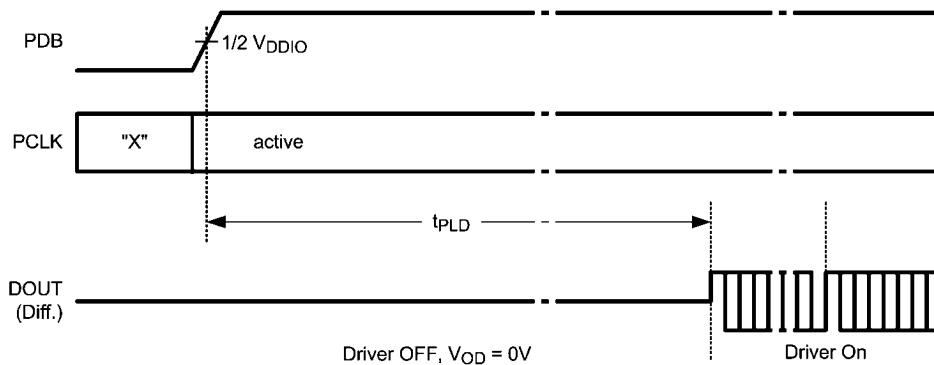 PDB
1/2 VDDIO
PCLK
"X"
active
tPLD
DOUT
(Diff.)
Driver OFF, VOD = 0V
Driver On